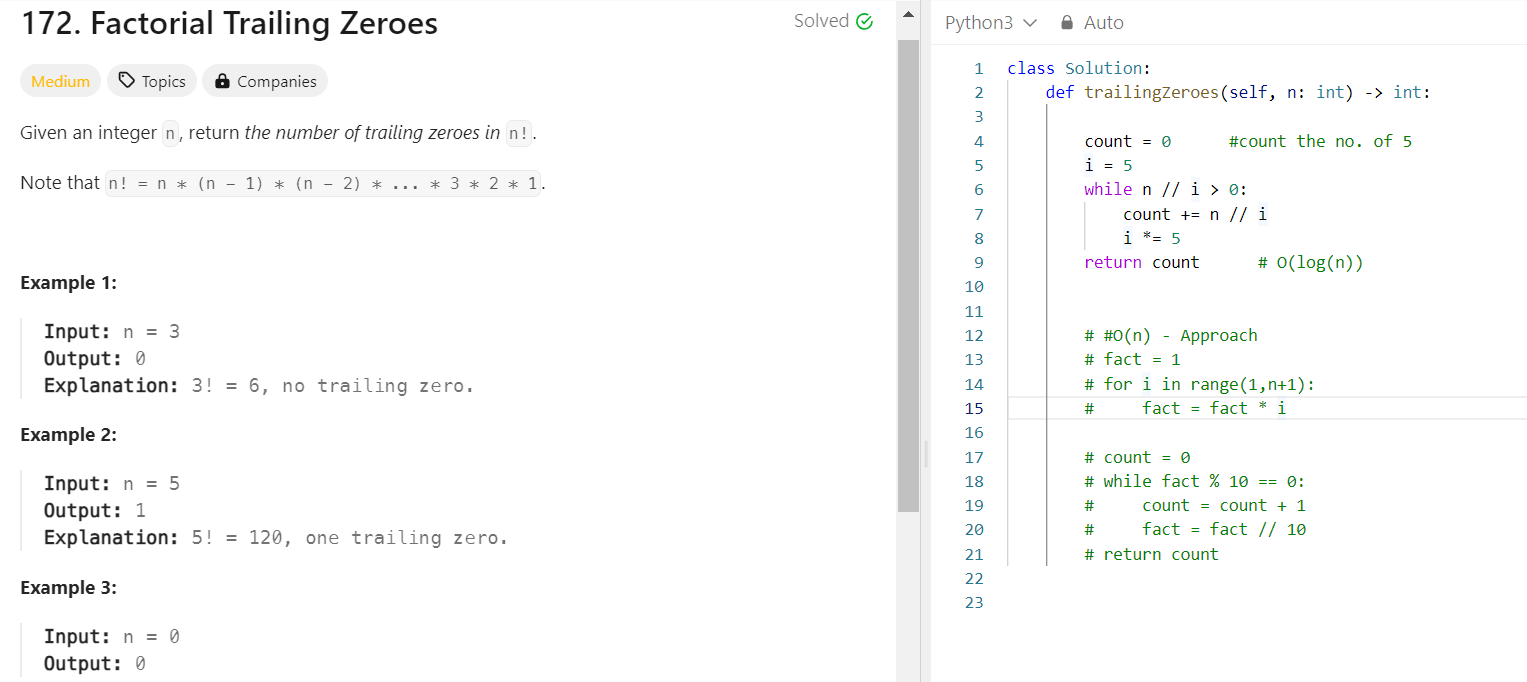 172. Factorial Trailing Zeroes
Solved
Medium
Topics
Companies
Given an integer n, return the number of trailing zeroes in n!.
Note that n! = n * (n - 1) * (n - 2) * ... * 3 * 2 * 1.
Example 1:
Input: n = 3
Output: 0
Explanation: 3! = 6, no trailing zero.
Example 2:
Input: n = 5
Output: 1
Explanation: 5! = 120, one trailing zero.
Example 3:
Input: n = 0
Output: 0
Python3
Auto
1 class Solution:
2 def trailingZeroes(self, n: int) -> int:
3
4 count = 0 #count the no. of 5
5 i = 5
6 while n // i > 0:
7 count += n // i
8 i *= 5
9 return count # O(log(n))
10
11
12 # #O(n) - Approach
13 # fact = 1
14 # for i in range(1,n+1):
15 # fact = fact * i
16
17 # count = 0
18 # while fact % 10 == 0:
19 # count = count + 1
20 # fact = fact // 10
21 # return count
22
23